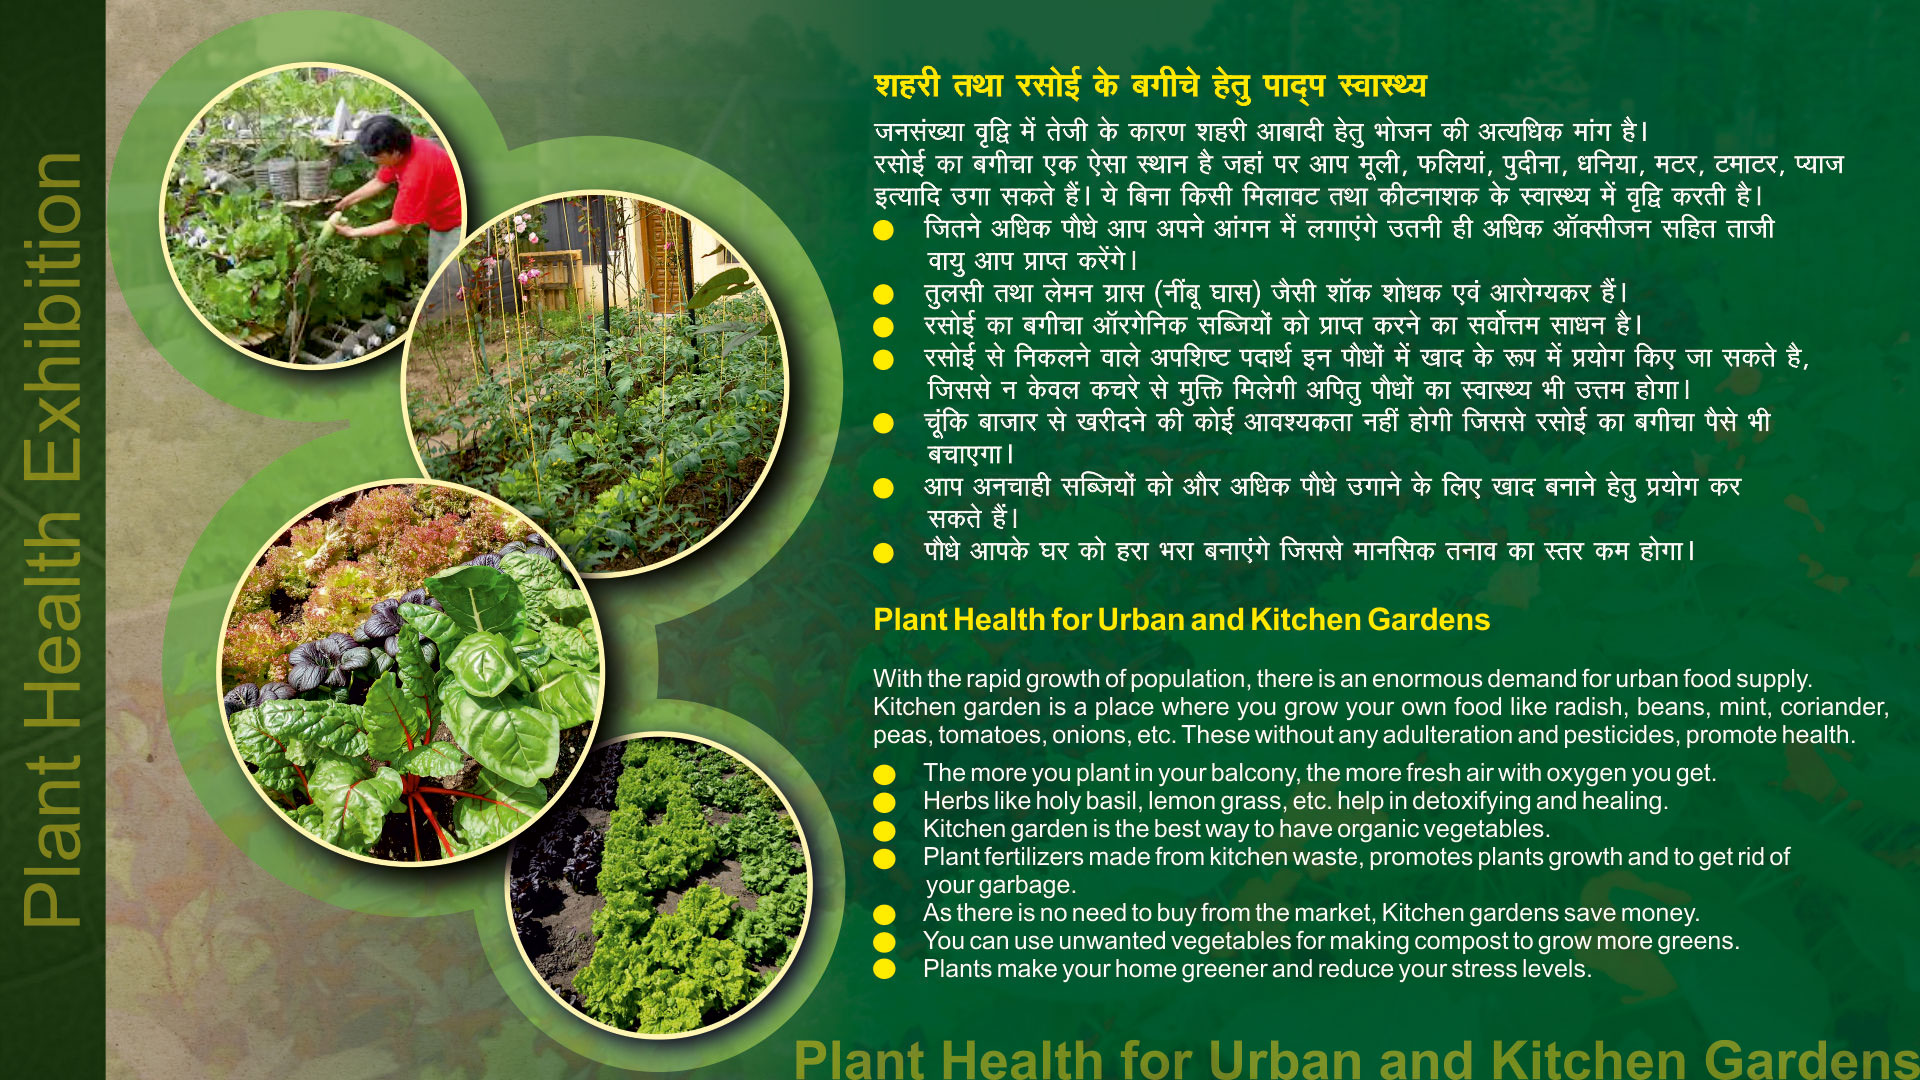 Plant Health Exhibition
शहरी तथा रसोई के बगीचे हेतु पाद्प स्वास्थ्य
जनसंख्या वृद्वि में तेजी के कारण शहरी आबादी हेतु भोजन की अत्यधिक मांग है।
रसोई का बगीचा एक ऐसा स्थान है जहां पर आप मूली, फलियां, पुदीना, धनिया, मटर, टमाटर, प्याज
इत्यादि उगा सकते हैं। ये बिना किसी मिलावट तथा कीटनाशक के स्वास्थ्य में वृद्वि करती है।
● जितने अधिक पौधे आप अपने आंगन में लगाएंगे उतनी ही अधिक ऑक्सीजन सहित ताजी
वायु आप प्राप्त करेंगे।
● तुलसी तथा लेमन ग्रास (नींबू घास) जैसी शॉक शोधक एवं आरोग्यकर हैं।
● रसोई का बगीचा ऑरगेनिक सब्जियों को प्राप्त करने का सर्वोत्तम साधन है।
● रसोई से निकलने वाले अपशिष्ट पदार्थ इन पौधों में खाद के रूप में प्रयोग किए जा सकते है,
जिससे न केवल कचरे से मुक्ति मिलेगी अपितु पौधों का स्वास्थ्य भी उत्तम होगा।
● चूंकि बाजार से खरीदने की कोई आवश्यकता नहीं होगी जिससे रसोई का बगीचा पैसे भी
बचाएगा।
● आप अनचाही सब्जियों को और अधिक पौधे उगाने के लिए खाद बनाने हेतु प्रयोग कर
सकते हैं।
● पौधे आपके घर को हरा भरा बनाएंगे जिससे मानसिक तनाव का स्तर कम होगा।
Plant Health for Urban and Kitchen Gardens
With the rapid growth of population, there is an enormous demand for urban food supply.
Kitchen garden is a place where you grow your own food like radish, beans, mint, coriander,
peas, tomatoes, onions, etc. These without any adulteration and pesticides, promote health.
● The more you plant in your balcony, the more fresh air with oxygen you get.
● Herbs like holy basil, lemon grass, etc. help in detoxifying and healing.
● Kitchen garden is the best way to have organic vegetables.
● Plant fertilizers made from kitchen waste, promotes plants growth and to get rid of
your garbage.
● As there is no need to buy from the market, Kitchen gardens save money.
● You can use unwanted vegetables for making compost to grow more greens.
● Plants make your home greener and reduce your stress levels.
Plant Health for Urban and Kitchen Gardens